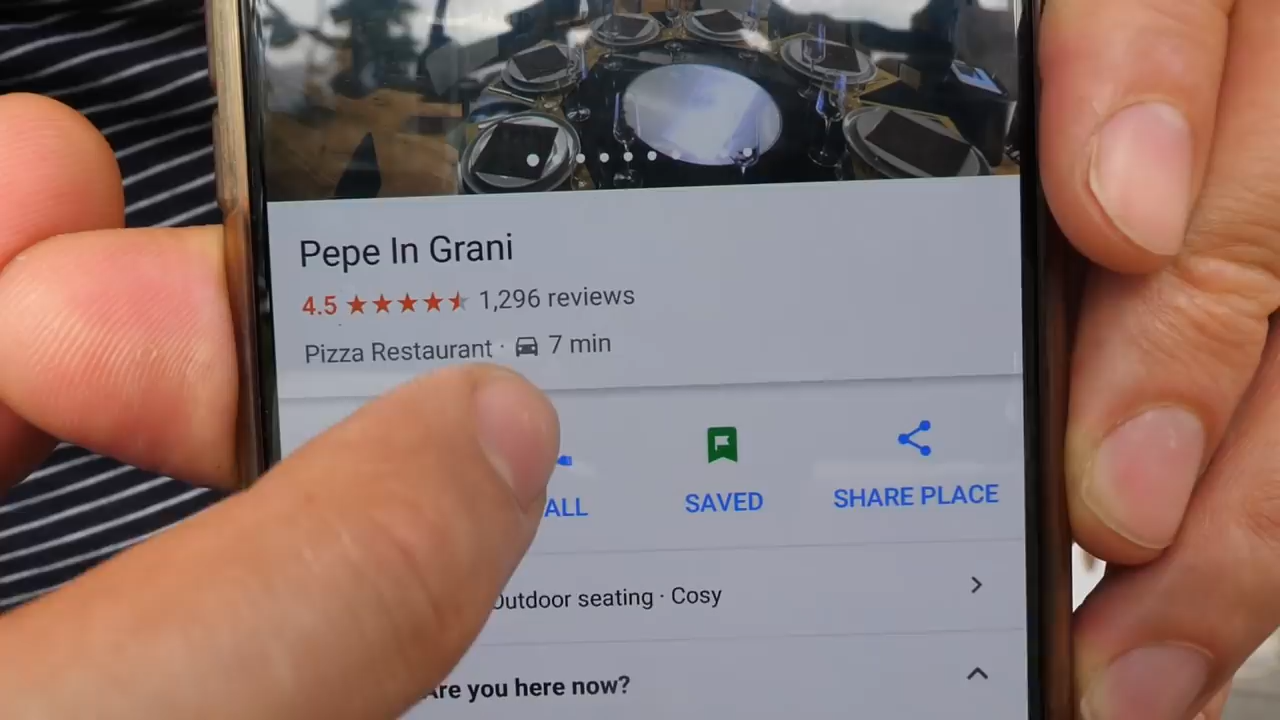 Pepe In Grani
4.5 1,296 reviews
Pizza Restaurant · 7 min
ALL
SAVED
SHARE PLACE
Outdoor seating · Cosy
Are you here now?